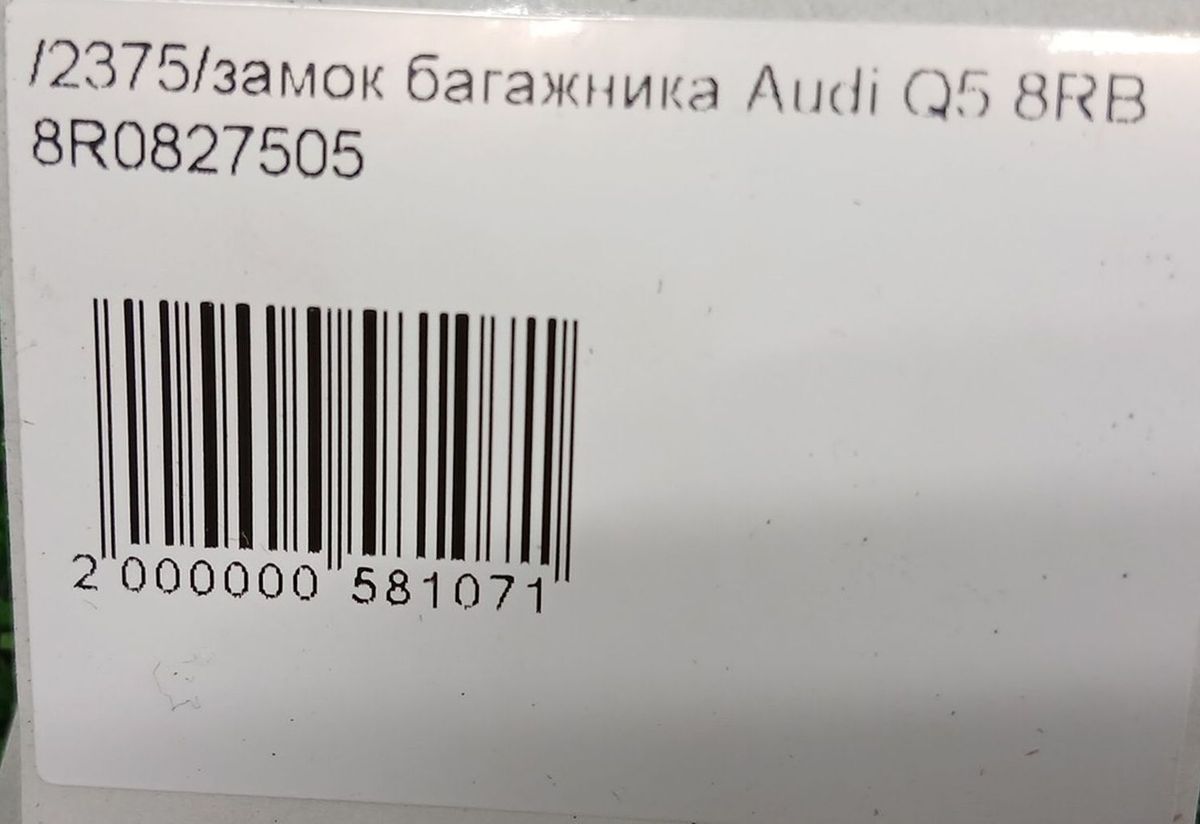 /2375/замок багажника Audi Q5 8RB
8R0827505
2 000000 581071